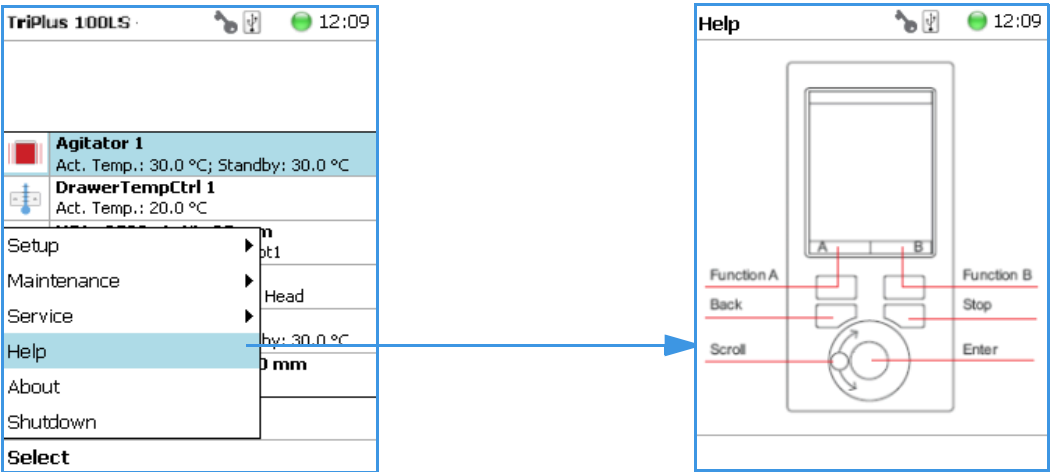 TriPlus 100LS
12:09
Agitator 1
Act. Temp.: 30.0 °C; Standby: 30.0 °C
DrawerTempCtrl 1
Act. Temp.: 20.0 °C
Setup
Maintenance
Head
Service
Help
About
Shutdown
Select
Help
12:09
A B
Function A
Function B
Back
Stop
Scroll
Enter